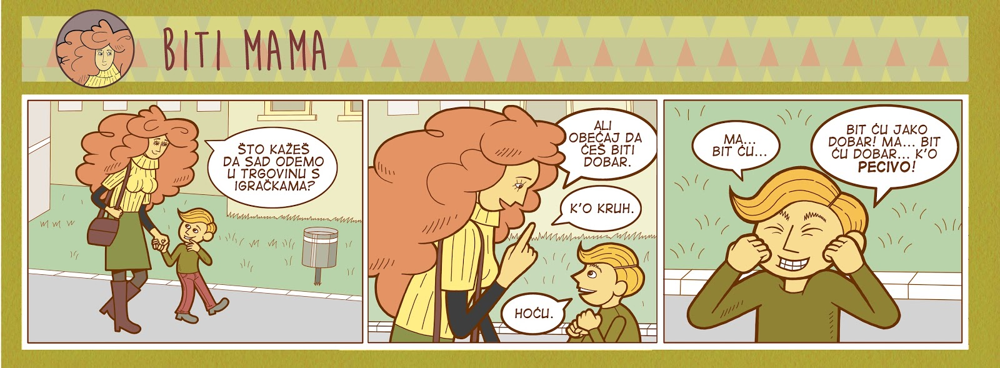 BITI MAMA
ŠTO KAŽEŠ
DA SAD ODEMO
U TRGOVINU S
IGRAČKAMA?
ALI
OBEĆAJ DA
ĆEŠ BITI
DOBAR.
K'O KRUH.
HOĆU.
MA...
BIT ĆU...
BIT ĆU JAKO
DOBAR! MA... BIT
ĆU DOBAR... K'O
PECIVO!